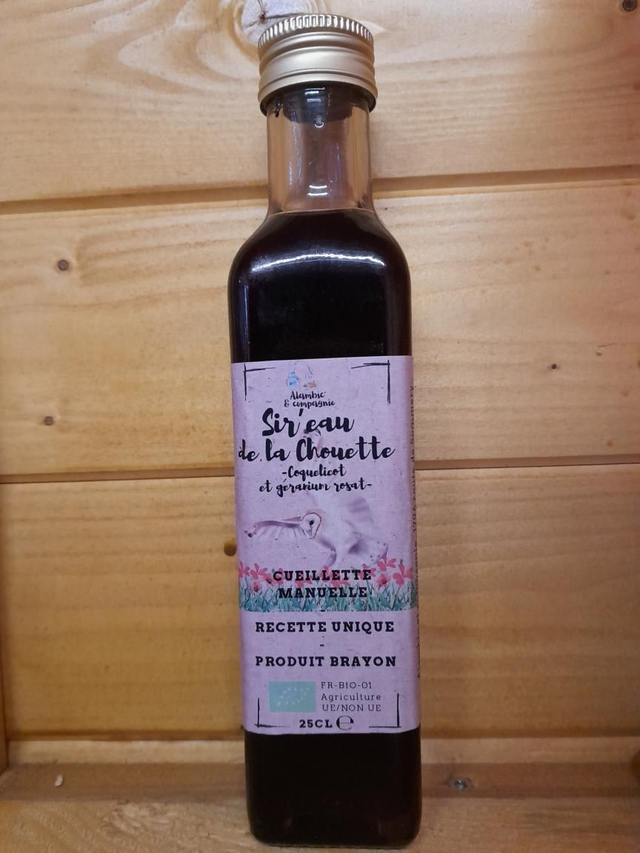 Alambic
& compagnie
Sir'eau
de la Chouette
-Coquelicot
et géranium rosat-
CUEILLETTE
MANUELLE
-
RECETTE UNIQUE
-
PRODUIT BRAYON
FR-BIO-01
Agriculture
UE/NON UE
25CL ℮